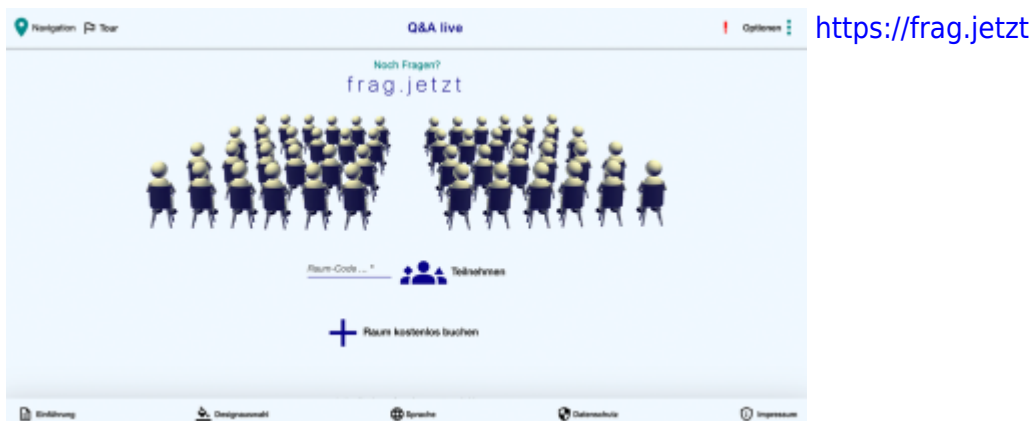 Navigation Tour Q&A live Optionen
https://frag.jetzt
Noch Fragen?
frag.jetzt
Raum-Code ... * Teilnehmen
Raum kostenlos buchen
Einführung Designauswahl Sprache Datenschutz Impressum